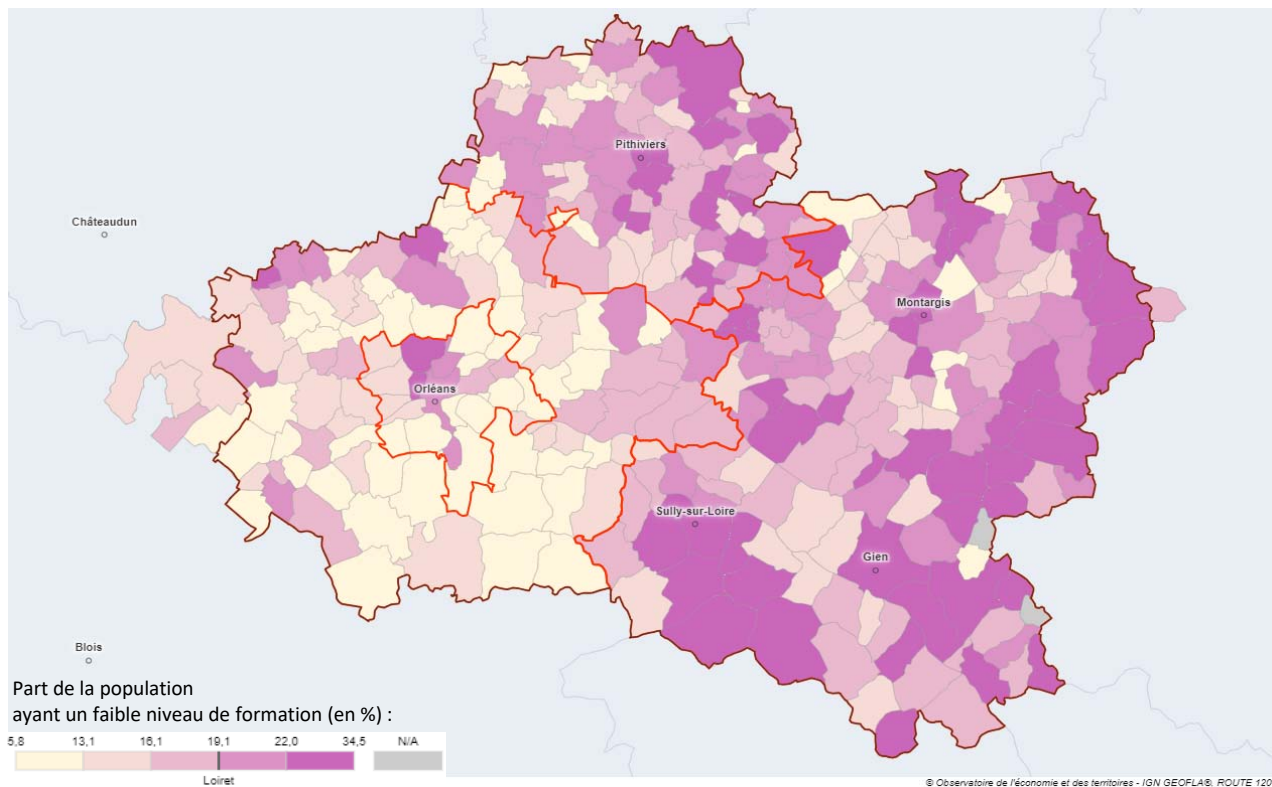 Pithiviers
Châteaudun
Montargis
Orléans
Sully-sur-Loire
Gien
Blois
Part de la population
ayant un faible niveau de formation (en %) :
5,8 13,1 16,1 19,1 22,0 34,5 N/A
Loiret
© Observatoire de l'économie et des territoires - IGN GEOFLA®, ROUTE 120